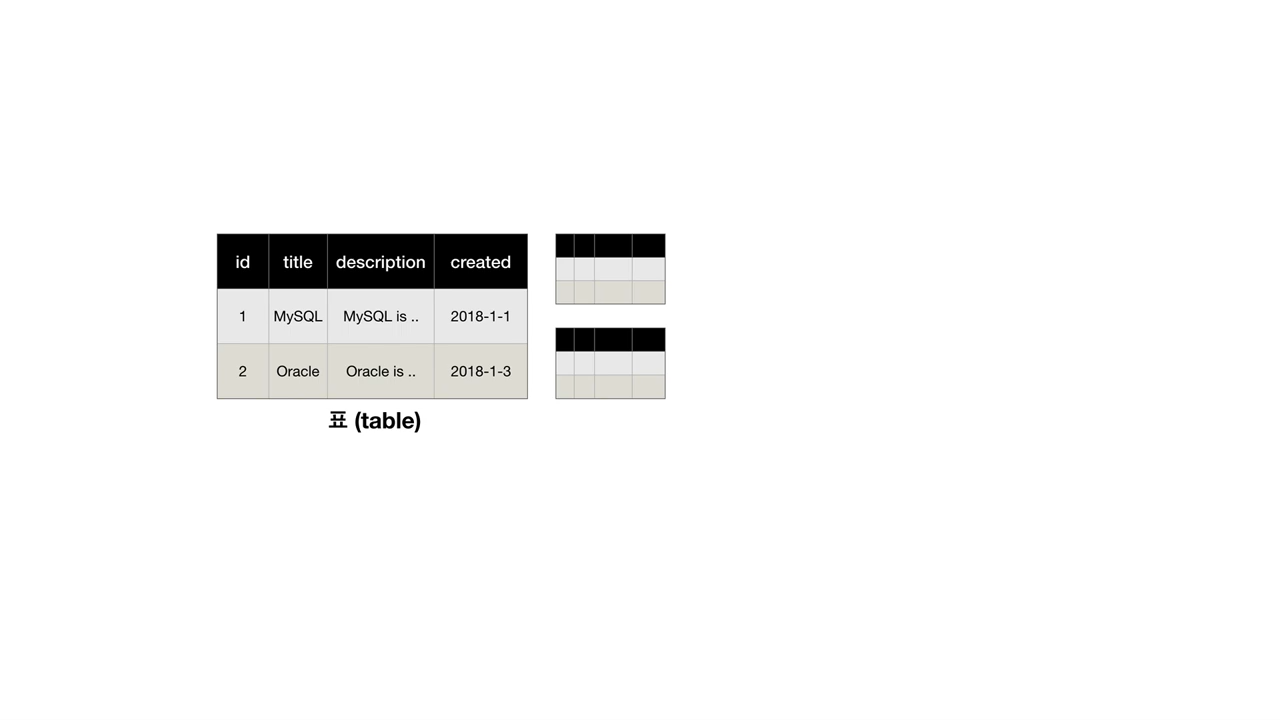 id title description created
1 MySQL MySQL is .. 2018-1-1
2 Oracle Oracle is .. 2018-1-3
표 (table)